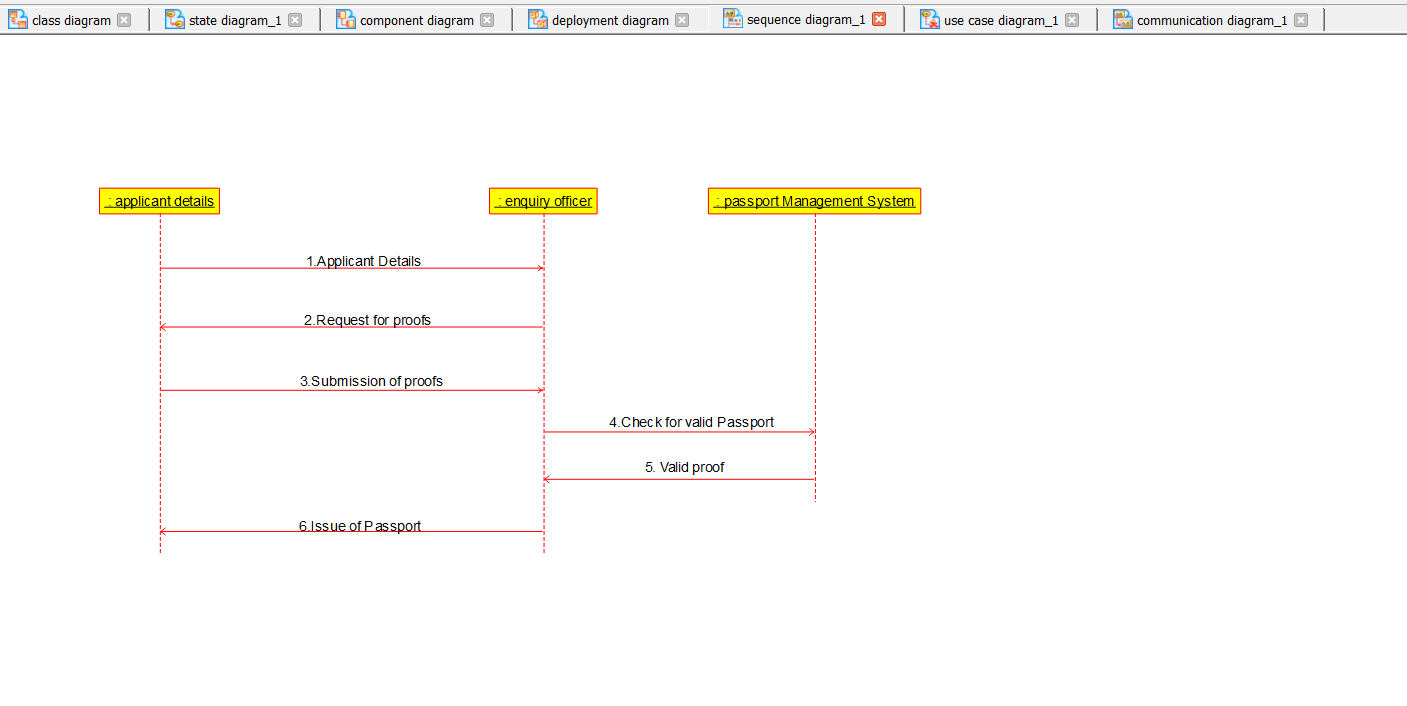 class diagram
state diagram_1
component diagram
deployment diagram
sequence diagram_1
use case diagram_1
communication diagram_1
: applicant details
: enquiry officer
: passport Management System
1.Applicant Details
2.Request for proofs
3.Submission of proofs
4.Check for valid Passport
5. Valid proof
6.Issue of Passport